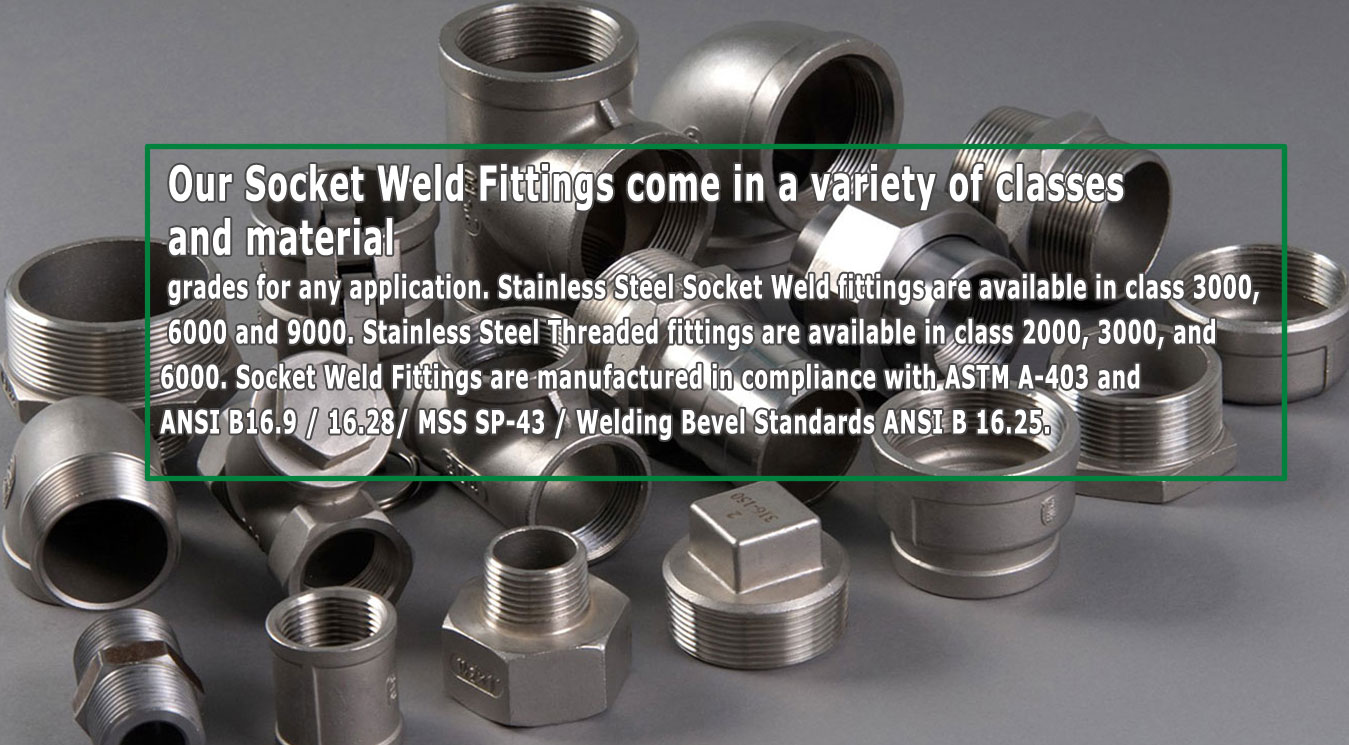 Our Socket Weld Fittings come in a variety of classes
and material
grades for any application. Stainless Steel Socket Weld fittings are available in class 3000,
6000 and 9000. Stainless Steel Threaded fittings are available in class 2000, 3000, and
6000. Socket Weld Fittings are manufactured in compliance with ASTM A-403 and
ANSI B16.9 / 16.28/ MSS SP-43 / Welding Bevel Standards ANSI B 16.25.
2
316-150